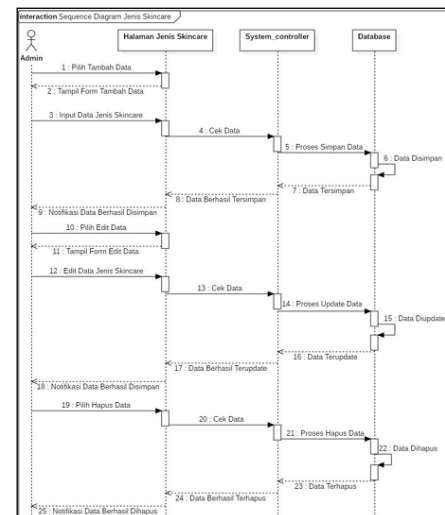 interaction Sequence Diagram Jenis Skincare
Halaman Jenis Skincare
System_controller
Database
Admin
1 : Pilih Tambah Data
2 : Tampil Form Tambah Data
3 : Input Data Jenis Skincare
4 : Cek Data
5 : Proses Simpan Data
6 : Data Disimpan
7 : Data Tersimpan
8 : Data Berhasil Tersimpan
9 : Notifikasi Data Berhasil Disimpan
10 : Pilih Edit Data
11 : Tampil Form Edit Data
12 : Edit Data Jenis Skincare
13 : Cek Data
14 : Proses Update Data
15 : Data Diupdate
16 : Data Terupdate
17 : Data Berhasil Terupdate
18 : Notifikasi Data Berhasil Disimpan
19 : Pilih Hapus Data
20 : Cek Data
21 : Proses Hapus Data
22 : Data Dihapus
23 : Data Terhapus
24 : Data Berhasil Terhapus
25 : Notifikasi Data Berhasil Dihapus